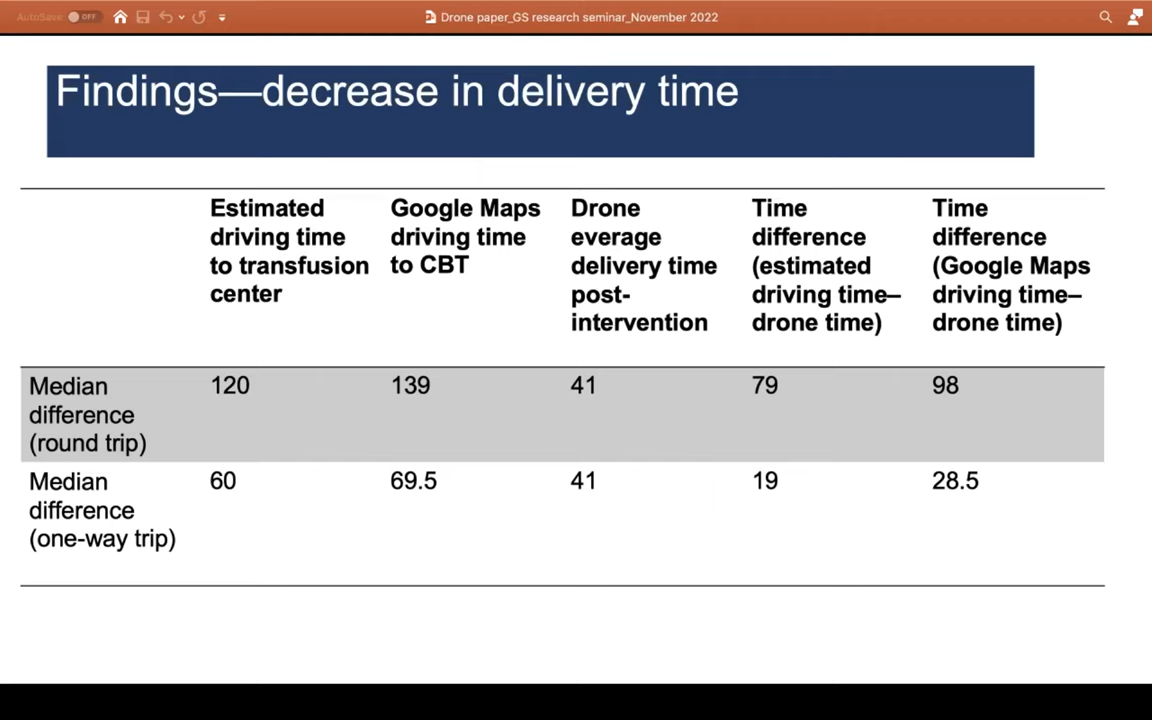 AutoSave OFF
Drone paper_GS research seminar_November 2022
Findings—decrease in delivery time
Estimated
driving time
to transfusion
center
Google Maps
driving time
to CBT
Drone
everage
delivery time
post-
intervention
Time
difference
(estimated
driving time–
drone time)
Time
difference
(Google Maps
driving time–
drone time)
Median
difference
(round trip)
120
139
41
79
98
Median
difference
(one-way trip)
60
69.5
41
19
28.5